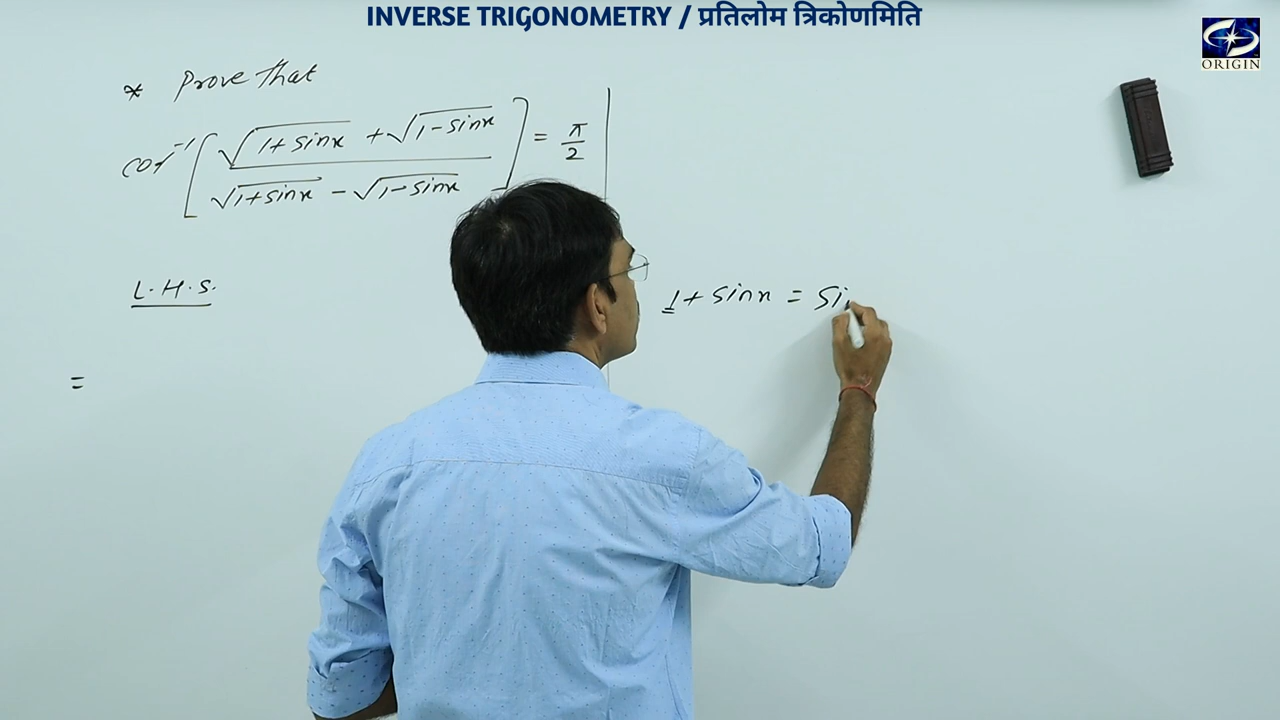 INVERSE TRIGONOMETRY / प्रतिलोम त्रिकोणमिति
ORIGIN
* Prove that
cot⁻¹[(√(1+sinx) + √(1-sinx))/(√(1+sinx) - √(1-sinx))] = π/2
L.H.S.
1 + sinx = Si
=